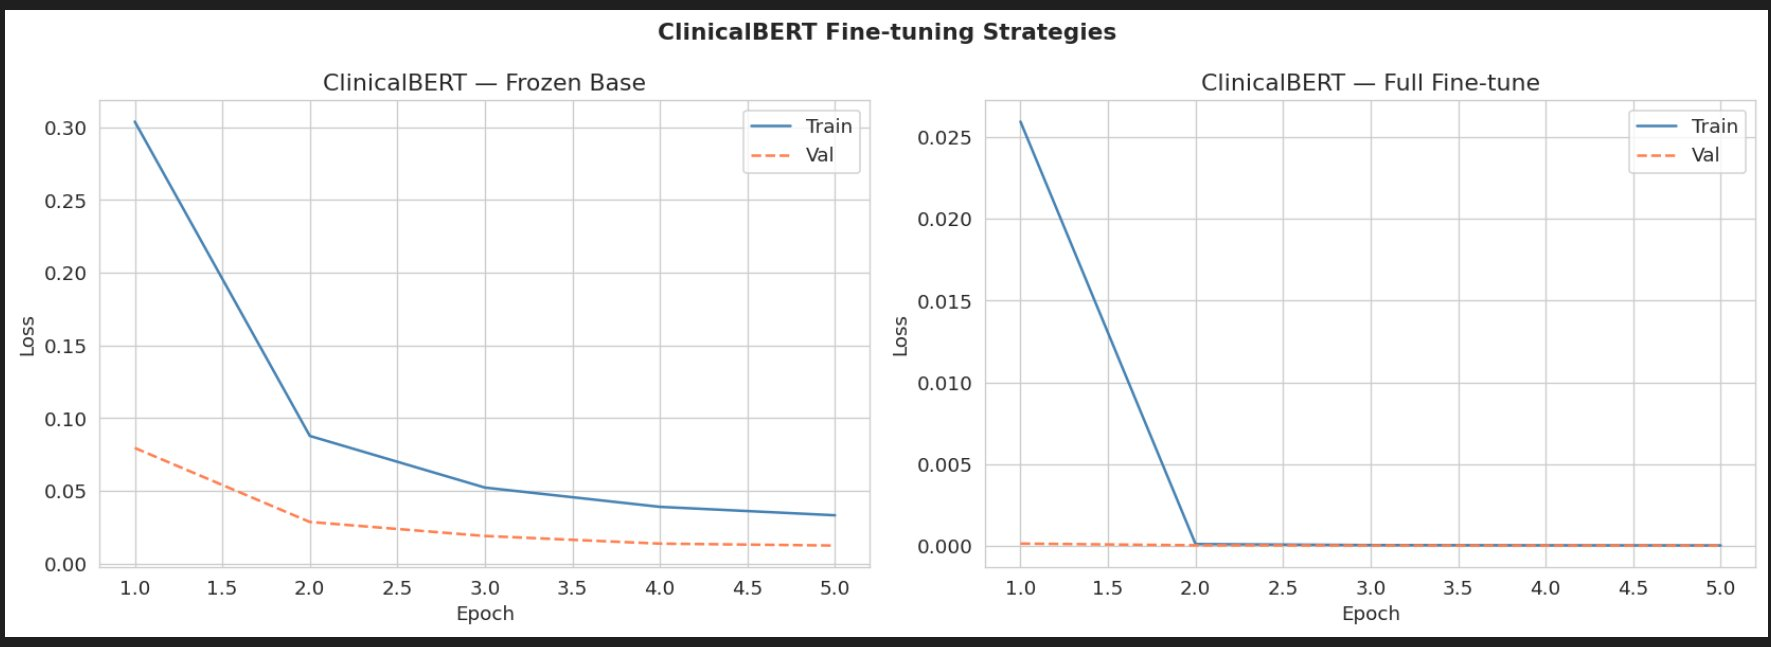 ClinicalBERT Fine-tuning Strategies
ClinicalBERT — Frozen Base
Train
Val
0.30
0.25
0.20
0.15
0.10
0.05
0.00
Loss
1.0 1.5 2.0 2.5 3.0 3.5 4.0 4.5 5.0
Epoch
ClinicalBERT — Full Fine-tune
Train
Val
0.025
0.020
0.015
0.010
0.005
0.000
Loss
1.0 1.5 2.0 2.5 3.0 3.5 4.0 4.5 5.0
Epoch